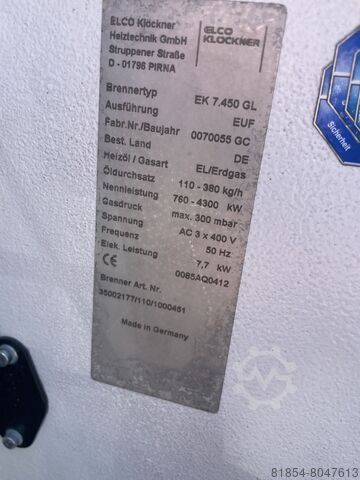 ELCO Klöckner
Heiztechnik GmbH
Struppener Straße
D - 01796 PIRNA
ELCO
KLÖCKNER
Brennertyp EK 7.450 GL
Ausführung EUF
Fabr.Nr./Baujahr 0070055 GC
Best. Land DE
Heizöl / Gasart EL/Erdgas
Öldurchsatz 110 - 380 kg/h
Nennleistung 760-4300 kW
Gasdruck max. 300 mbar
Spannung AC 3 x 400 V
Frequenz 50 Hz
Elek. Leistung 7,7 kW
CE 0085AQ0412
Brenner Art. Nr.
35002177/110/1000451
Made in Germany
Sicherheit
81854-8047613